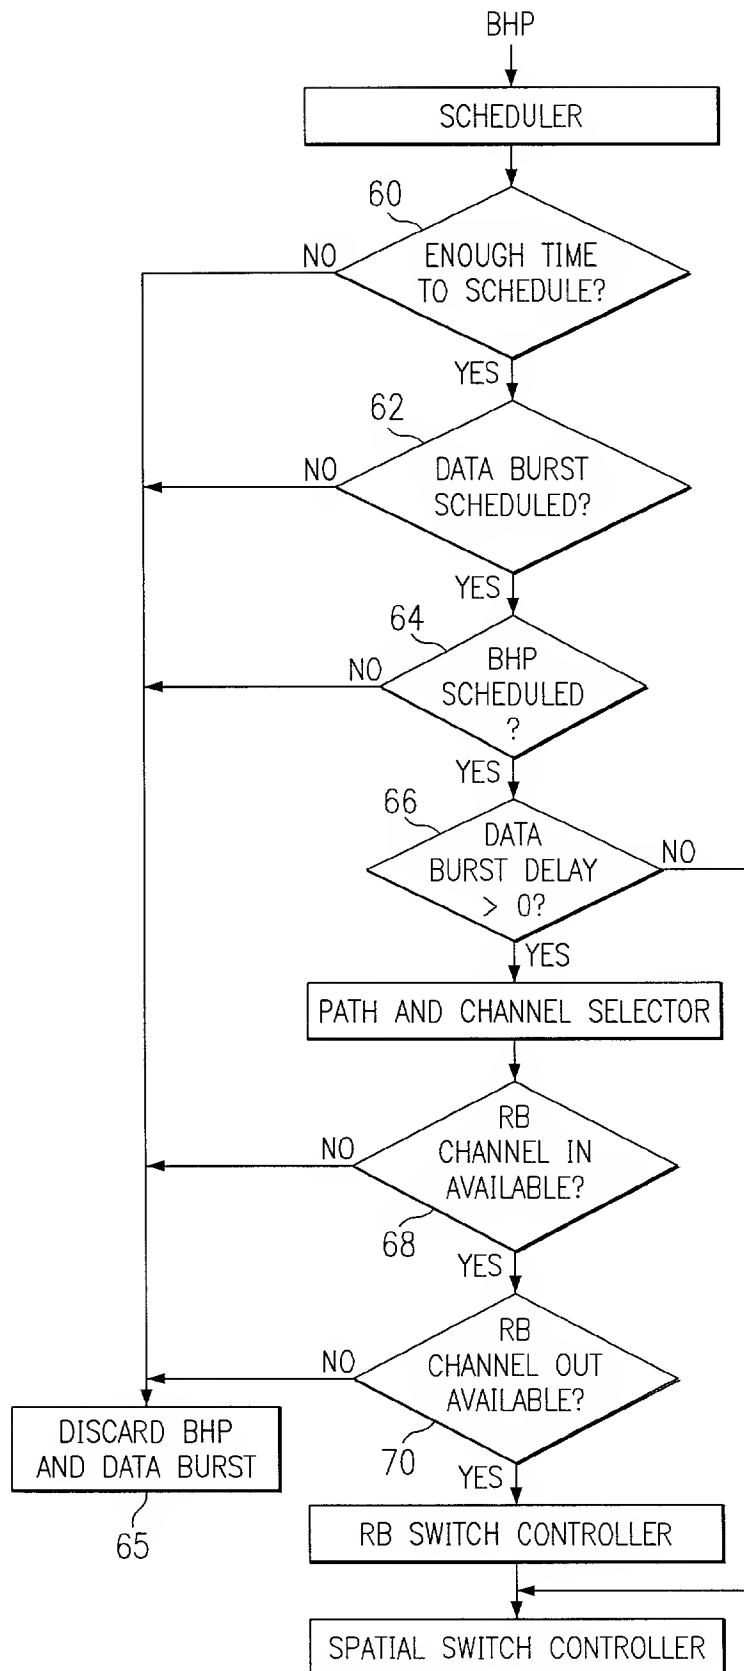 BHP
SCHEDULER
60
NO
ENOUGH TIME
TO SCHEDULE?
YES
62
NO
DATA BURST
SCHEDULED?
YES
64
NO
BHP
SCHEDULED
?
YES
66
DATA
BURST DELAY
> 0?
NO
YES
PATH AND CHANNEL SELECTOR
NO
RB
CHANNEL IN
AVAILABLE?
68
YES
NO
RB
CHANNEL OUT
AVAILABLE?
70
YES
DISCARD BHP
AND DATA BURST
65
RB SWITCH CONTROLLER
SPATIAL SWITCH CONTROLLER